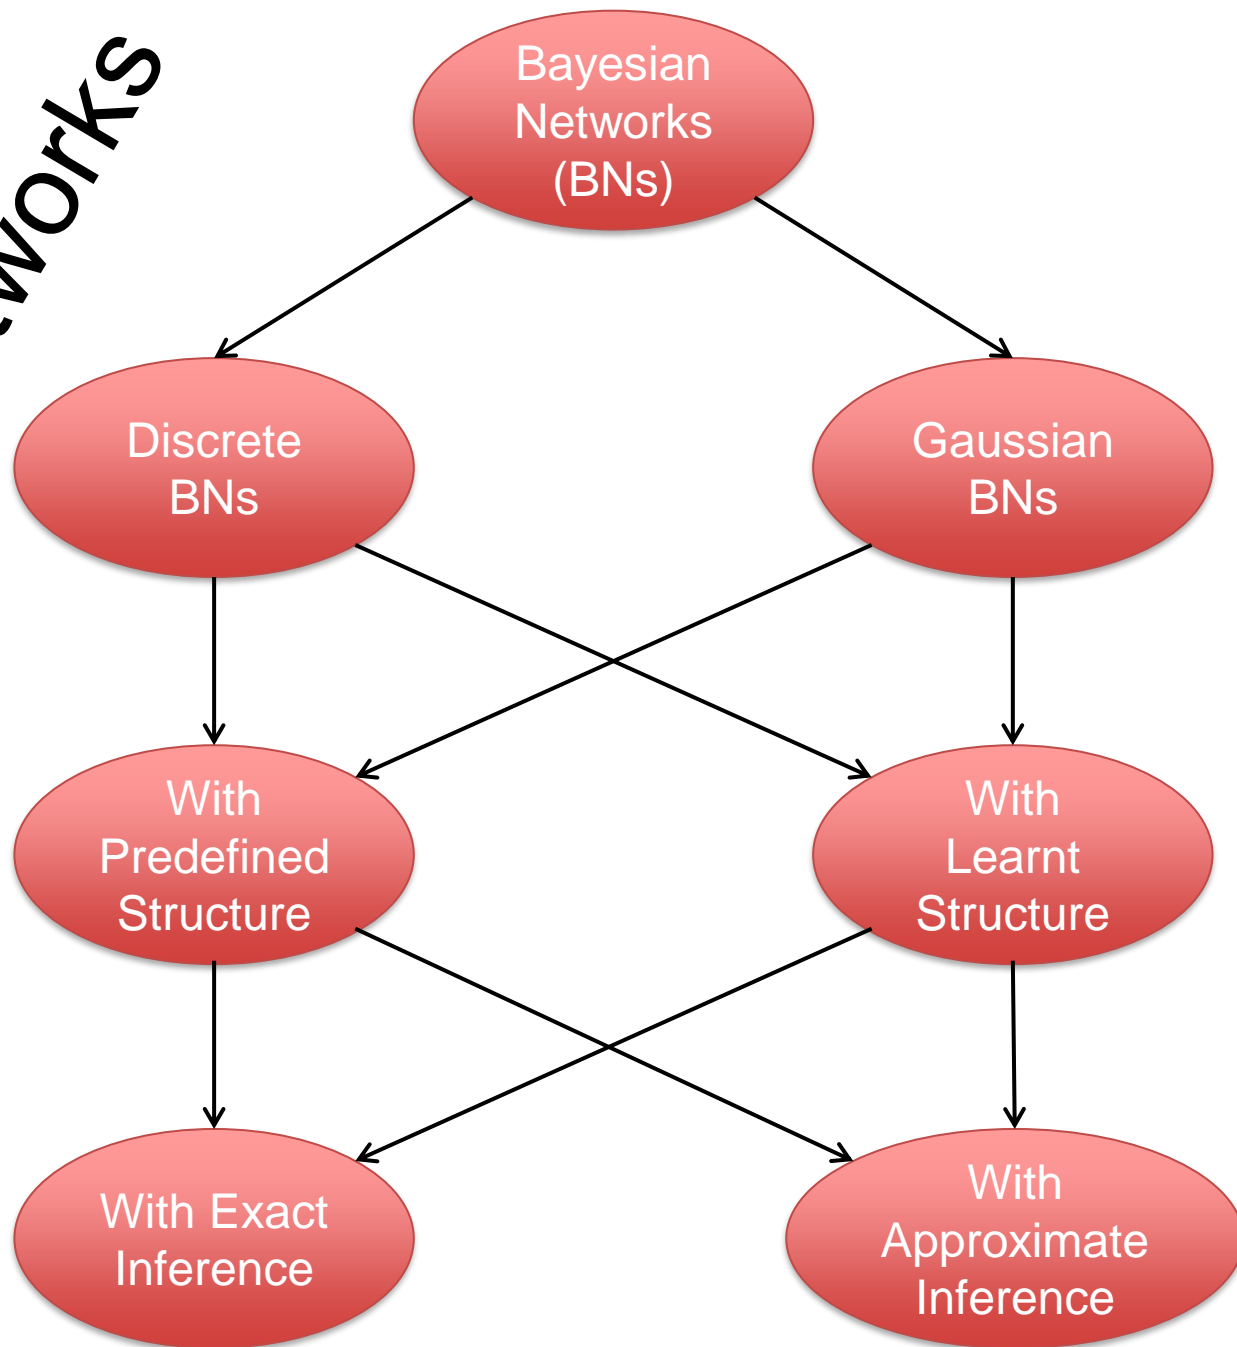 Bayesian
Networks
(BNs)
Discrete
BNs
Gaussian
BNs
With
Predefined
Structure
With
Learnt
Structure
With Exact
Inference
With
Approximate
Inference